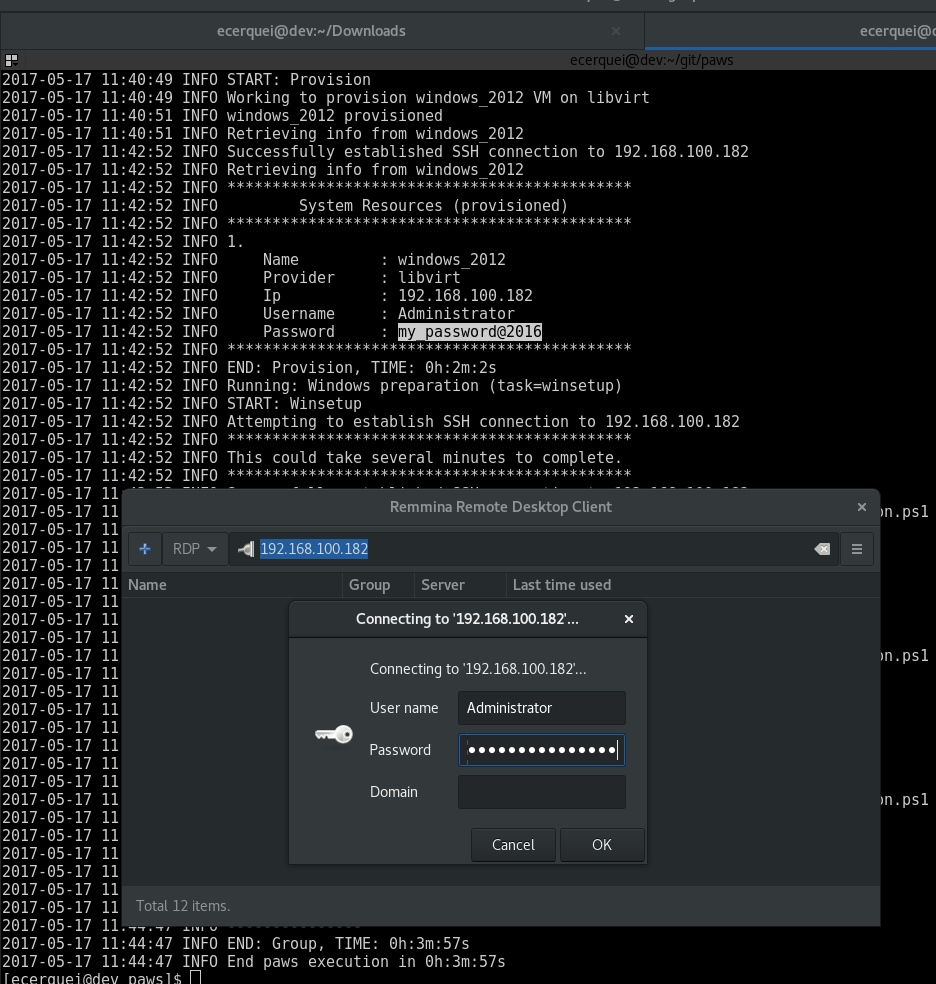 ecerquei@dev:~/Downloads
ecerquei@d
ecerquei@dev:~/git/paws
2017-05-17 11:40:49 INFO START: Provision
2017-05-17 11:40:49 INFO Working to provision windows_2012 VM on libvirt
2017-05-17 11:40:51 INFO windows_2012 provisioned
2017-05-17 11:40:51 INFO Retrieving info from windows_2012
2017-05-17 11:42:52 INFO Successfully established SSH connection to 192.168.100.182
2017-05-17 11:42:52 INFO Retrieving info from windows_2012
2017-05-17 11:42:52 INFO *********************************************
2017-05-17 11:42:52 INFO         System Resources (provisioned)
2017-05-17 11:42:52 INFO *********************************************
2017-05-17 11:42:52 INFO 1.
2017-05-17 11:42:52 INFO     Name         : windows_2012
2017-05-17 11:42:52 INFO     Provider     : libvirt
2017-05-17 11:42:52 INFO     Ip           : 192.168.100.182
2017-05-17 11:42:52 INFO     Username     : Administrator
2017-05-17 11:42:52 INFO     Password     : my_password@2016
2017-05-17 11:42:52 INFO *********************************************
2017-05-17 11:42:52 INFO END: Provision, TIME: 0h:2m:2s
2017-05-17 11:42:52 INFO Running: Windows preparation (task=winsetup)
2017-05-17 11:42:52 INFO START: Winsetup
2017-05-17 11:42:52 INFO Attempting to establish SSH connection to 192.168.100.182
2017-05-17 11:42:52 INFO *********************************************
2017-05-17 11:42:52 INFO This could take several minutes to complete.
2017-05-17 11:42:52 INFO *********************************************
2017-05-17
2017-05-17 11 on.ps1
2017-05-17 11
2017-05-17 11
2017-05-17 11
2017-05-17 11
2017-05-17 11
2017-05-17 11
2017-05-17 11
2017-05-17 11 on.ps1
2017-05-17 11
2017-05-17 11
2017-05-17 11
2017-05-17 11
2017-05-17 11
2017-05-17 11
2017-05-17 11
2017-05-17 11 on.ps1
2017-05-17 11
2017-05-17 11
2017-05-17 11
2017-05-17 11
2017-05-17 11
2017-05-17 11
2017-05-17 11:44:47 INFO
2017-05-17 11:44:47 INFO END: Group, TIME: 0h:3m:57s
2017-05-17 11:44:47 INFO End paws execution in 0h:3m:57s
[ecerquei@dev paws]$
Remmina Remote Desktop Client
RDP 192.168.100.182
Name Group Server Last time used
Connecting to '192.168.100.182'...
Connecting to '192.168.100.182'...
User name Administrator
Password ●●●●●●●●●●●●●●●
Domain
Cancel OK
Total 12 items.